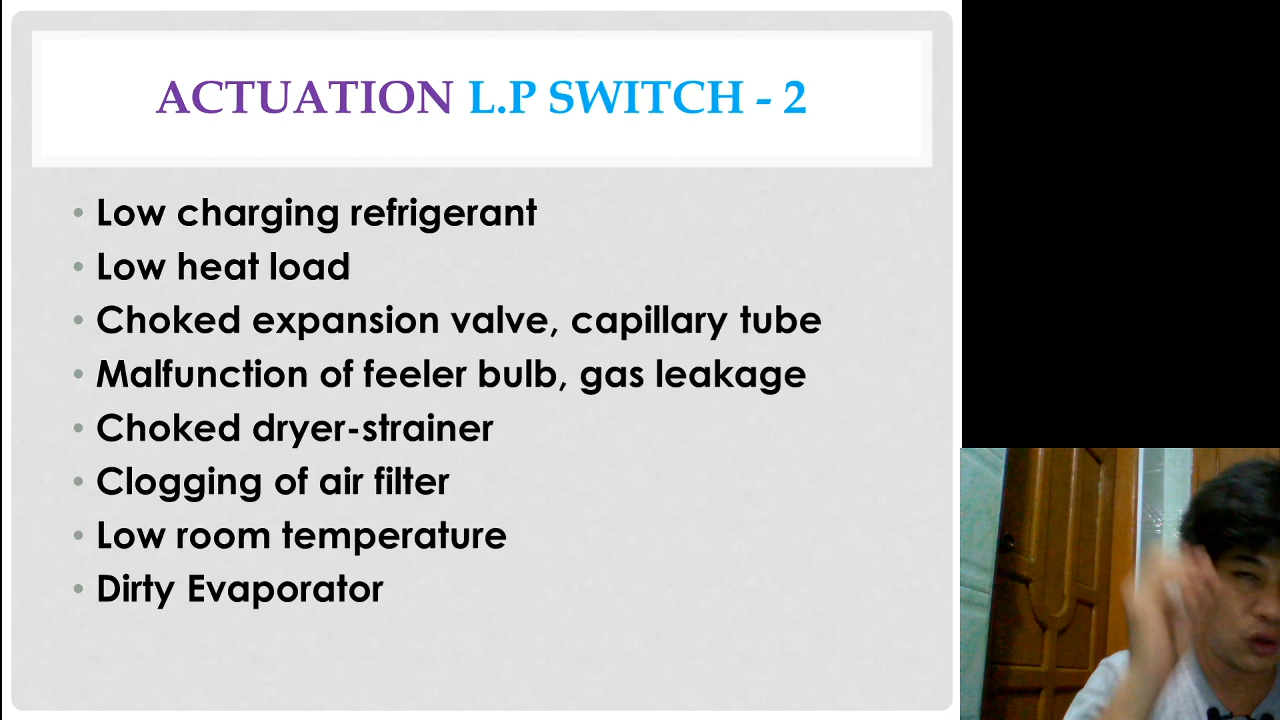 ACTUATION L.P SWITCH - 2
• Low charging refrigerant
• Low heat load
• Choked expansion valve, capillary tube
• Malfunction of feeler bulb, gas leakage
• Choked dryer-strainer
• Clogging of air filter
• Low room temperature
• Dirty Evaporator